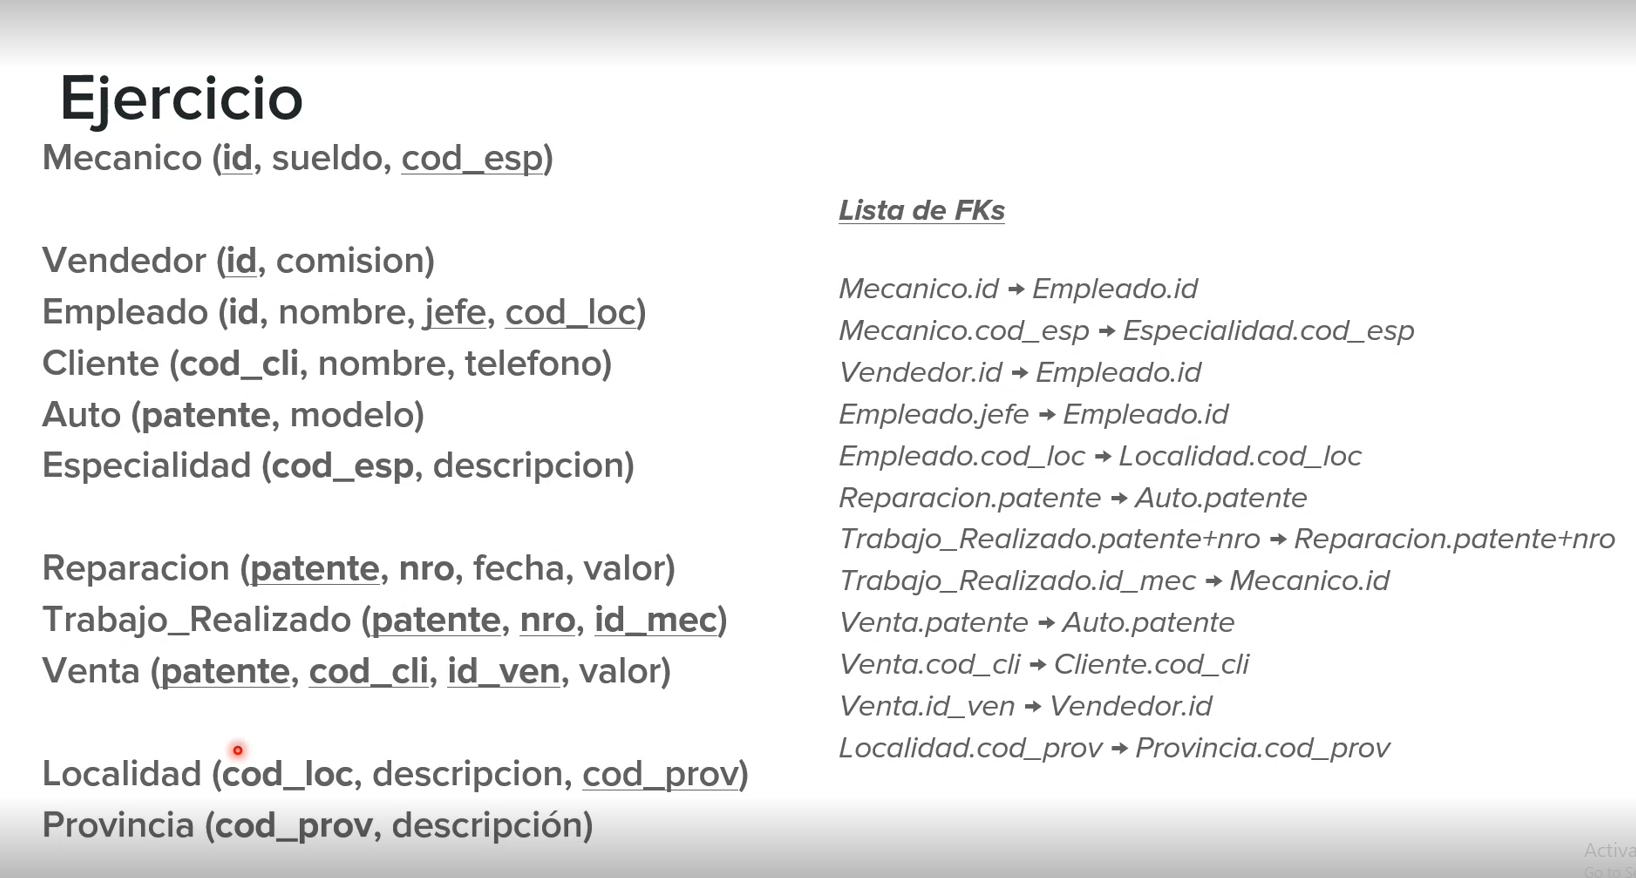 Ejercicio
Mecanico (id, sueldo, cod_esp)
Vendedor (id, comision)
Empleado (id, nombre, jefe, cod_loc)
Cliente (cod_cli, nombre, telefono)
Auto (patente, modelo)
Especialidad (cod_esp, descripcion)
Reparacion (patente, nro, fecha, valor)
Trabajo_Realizado (patente, nro, id_mec)
Venta (patente, cod_cli, id_ven, valor)
Localidad (cod_loc, descripcion, cod_prov)
Provincia (cod_prov, descripción)
Lista de FKs
Mecanico.id → Empleado.id
Mecanico.cod_esp → Especialidad.cod_esp
Vendedor.id → Empleado.id
Empleado.jefe → Empleado.id
Empleado.cod_loc → Localidad.cod_loc
Reparacion.patente → Auto.patente
Trabajo_Realizado.patente+nro → Reparacion.patente+nro
Trabajo_Realizado.id_mec → Mecanico.id
Venta.patente → Auto.patente
Venta.cod_cli → Cliente.cod_cli
Venta.id_ven → Vendedor.id
Localidad.cod_prov → Provincia.cod_prov
Activa
Go to S